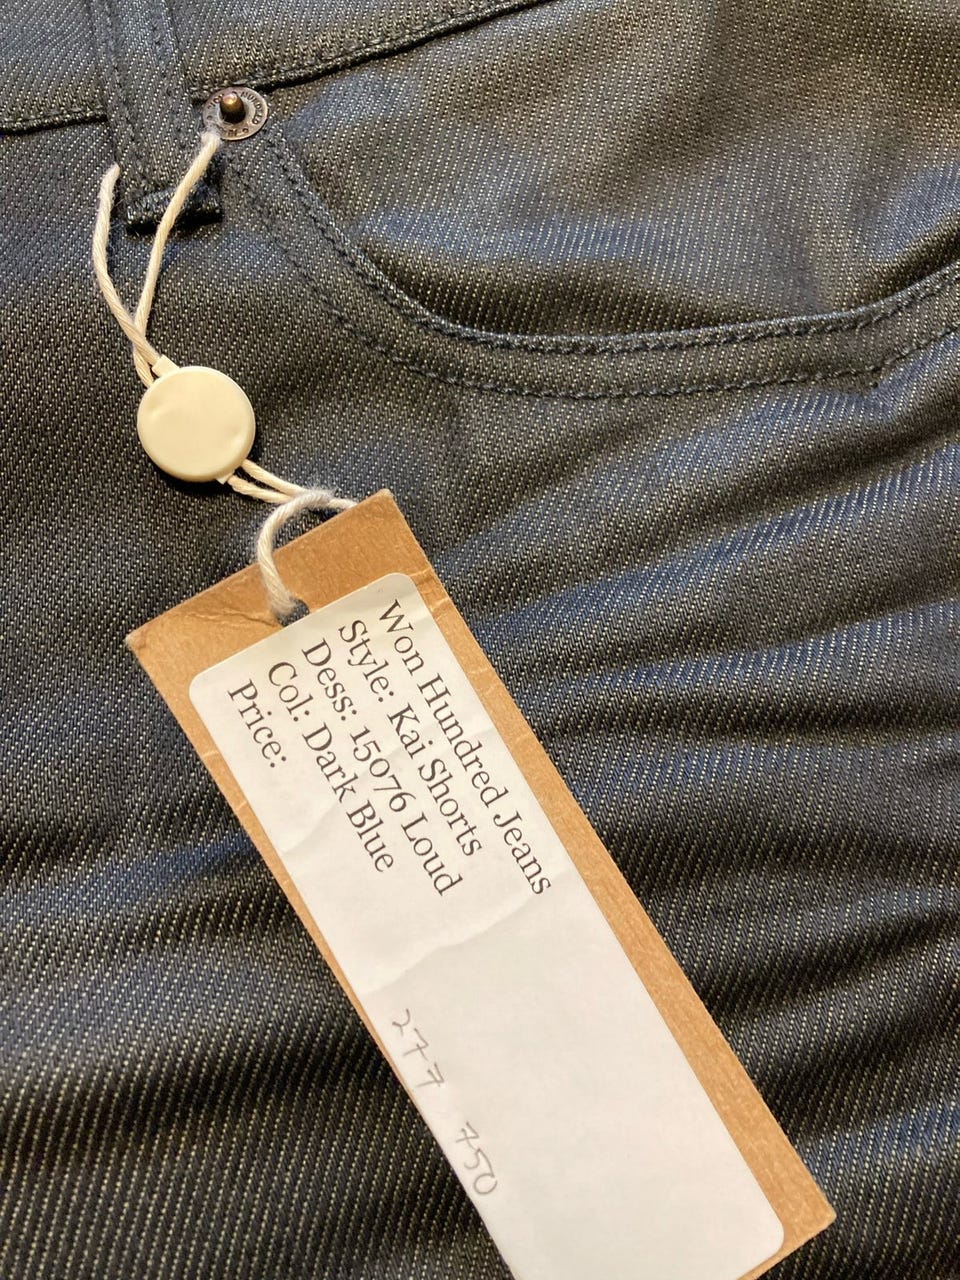 Won Hundred Jeans
Style: Kai Shorts
Dess: 15076 Loud
Col: Dark Blue
Price:
277 750